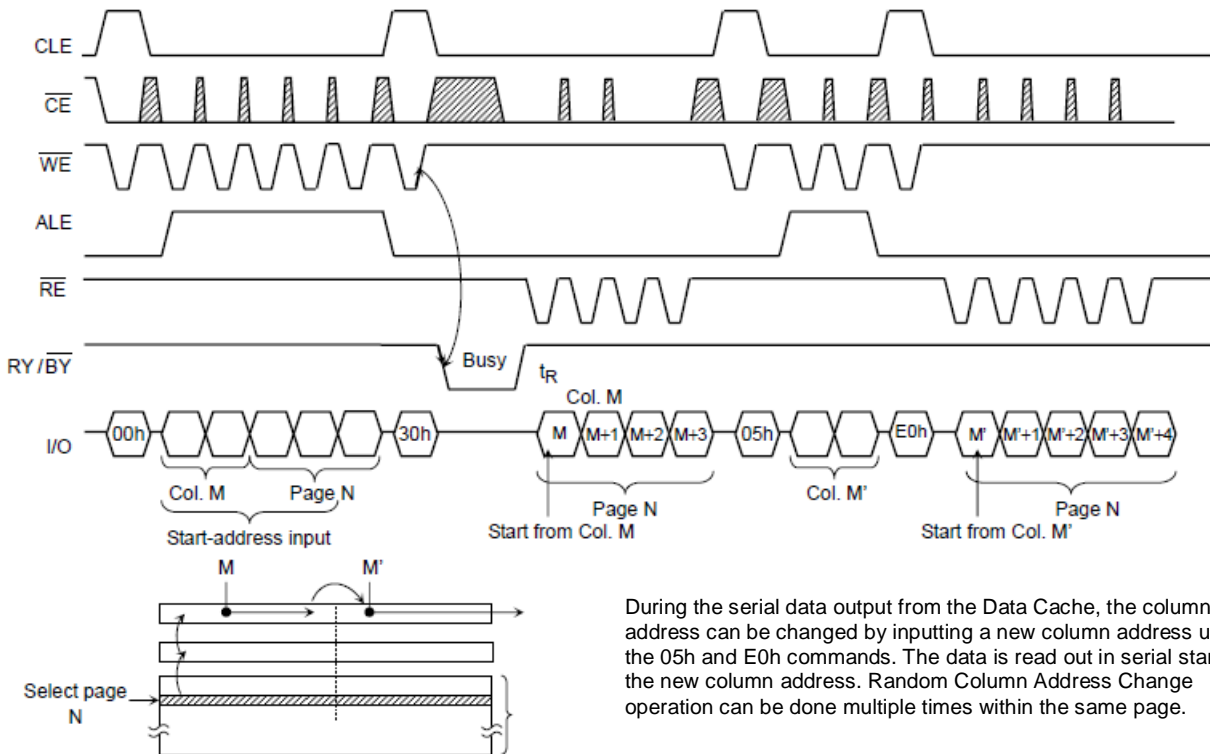 CLE
CE
WE
ALE
RE
RY/BY Busy tR
Col. M
I/O 00h 30h M M+1 M+2 M+3 05h E0h M' M'+1 M'+2 M'+3 M'+4
Col. M Page N Page N Col. M' Page N
Start-address input Start from Col. M Start from Col. M'
M M'
Select page
N
During the serial data output from the Data Cache, the column
address can be changed by inputting a new column address
the 05h and E0h commands. The data is read out in serial
the new column address. Random Column Address Change
operation can be done multiple times within the same page.